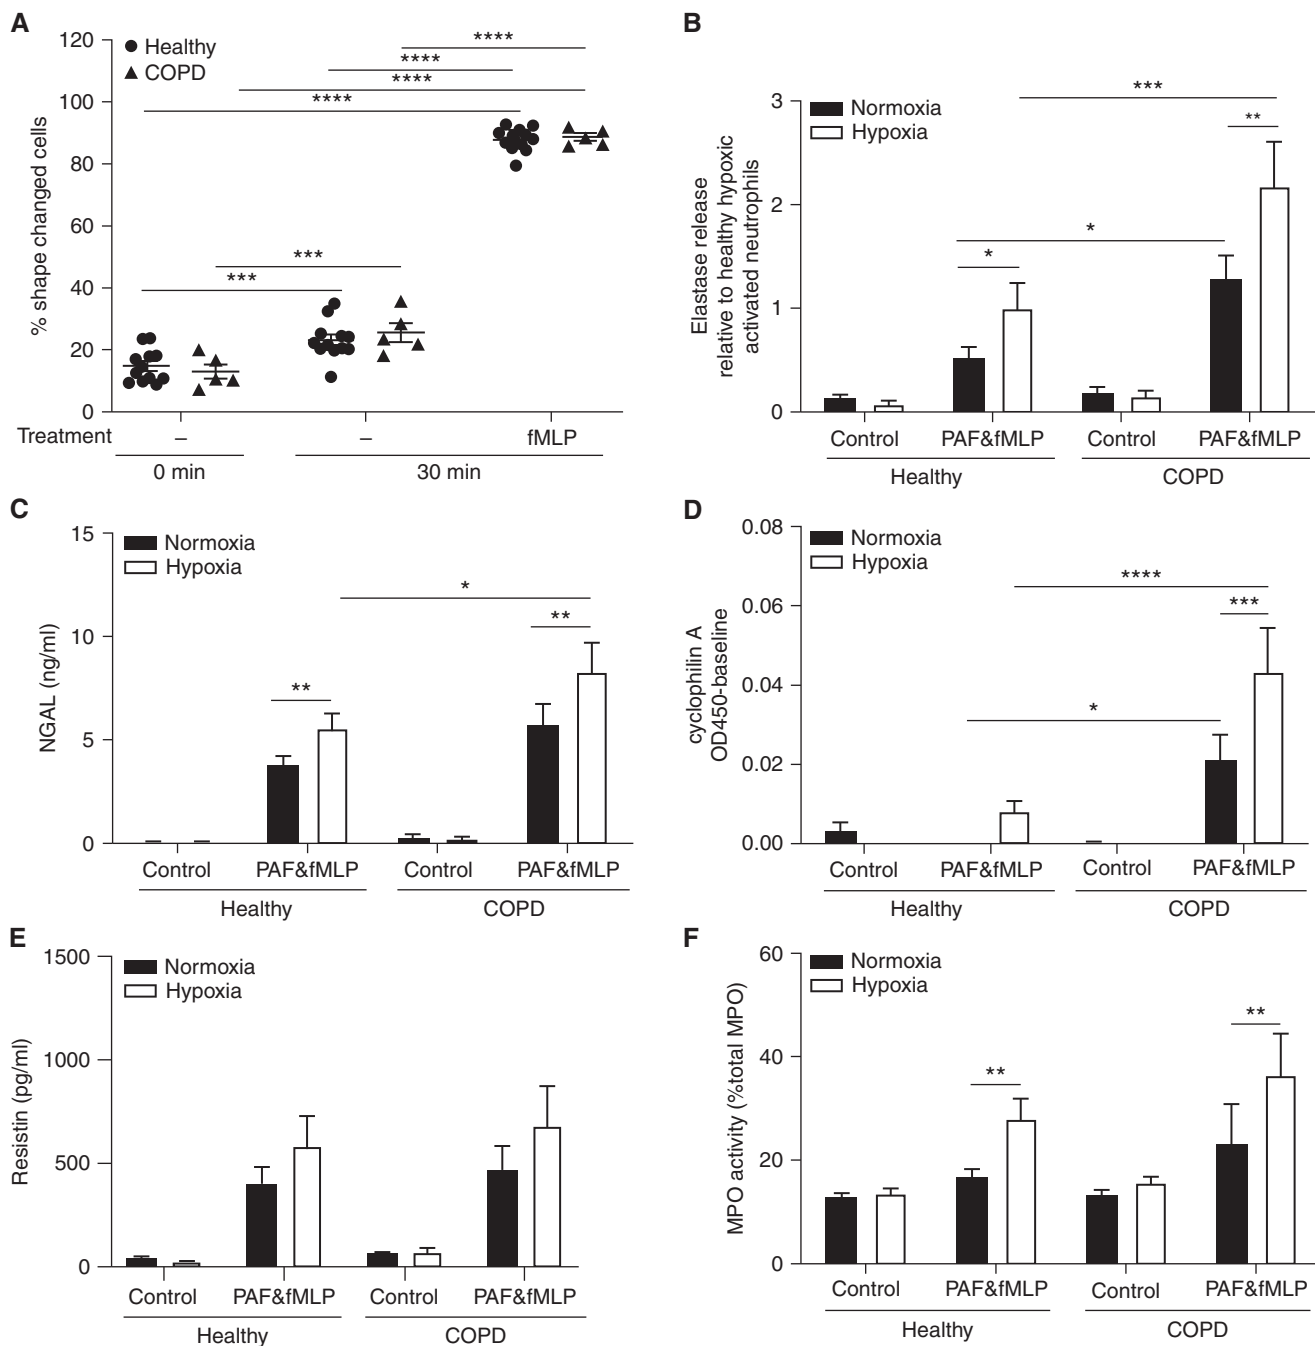 A
120
100
80
60
40
20
0
% shape changed cells
Healthy
COPD
****
****
****
****
***
***
Treatment – – fMLP
0 min 30 min
B
3
2
1
0
Elastase release
relative to healthy hypoxic
activated neutrophils
Normoxia
Hypoxia
***
**
*
*
Control PAF&fMLP Control PAF&fMLP
Healthy COPD
C
15
10
5
0
NGAL (ng/ml)
Normoxia
Hypoxia
*
**
**
Control PAF&fMLP Control PAF&fMLP
Healthy COPD
D
0.08
0.06
0.04
0.02
0.00
cyclophilin A
OD450-baseline
Normoxia
Hypoxia
****
***
*
Control PAF&fMLP Control PAF&fMLP
Healthy COPD
E
1500
1000
500
0
Resistin (pg/ml)
Normoxia
Hypoxia
Control PAF&fMLP Control PAF&fMLP
Healthy COPD
F
60
40
20
0
MPO activity (%total MPO)
Normoxia
Hypoxia
**
**
Control PAF&fMLP Control PAF&fMLP
Healthy COPD